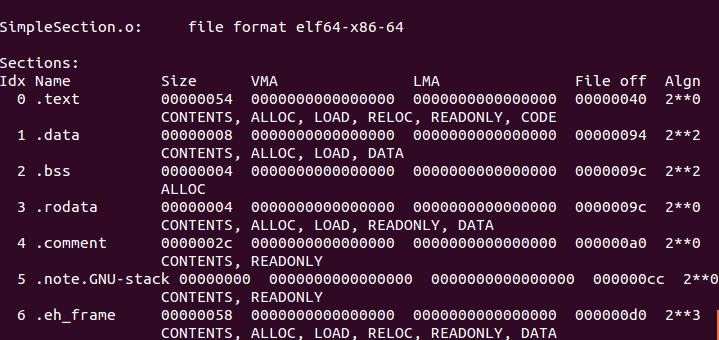 SimpleSection.o:     file format elf64-x86-64
Sections:
Idx Name          Size      VMA               LMA               File off  Algn
  0 .text         00000054  0000000000000000  0000000000000000  00000040  2**0
                  CONTENTS, ALLOC, LOAD, RELOC, READONLY, CODE
  1 .data         00000008  0000000000000000  0000000000000000  00000094  2**2
                  CONTENTS, ALLOC, LOAD, DATA
  2 .bss          00000004  0000000000000000  0000000000000000  0000009c  2**2
                  ALLOC
  3 .rodata       00000004  0000000000000000  0000000000000000  0000009c  2**0
                  CONTENTS, ALLOC, LOAD, READONLY, DATA
  4 .comment      0000002c  0000000000000000  0000000000000000  000000a0  2**0
                  CONTENTS, READONLY
  5 .note.GNU-stack 00000000  0000000000000000  0000000000000000  000000cc  2**0
                  CONTENTS, READONLY
  6 .eh_frame     00000058  0000000000000000  0000000000000000  000000d0  2**3
                  CONTENTS, ALLOC, LOAD, RELOC, READONLY, DATA